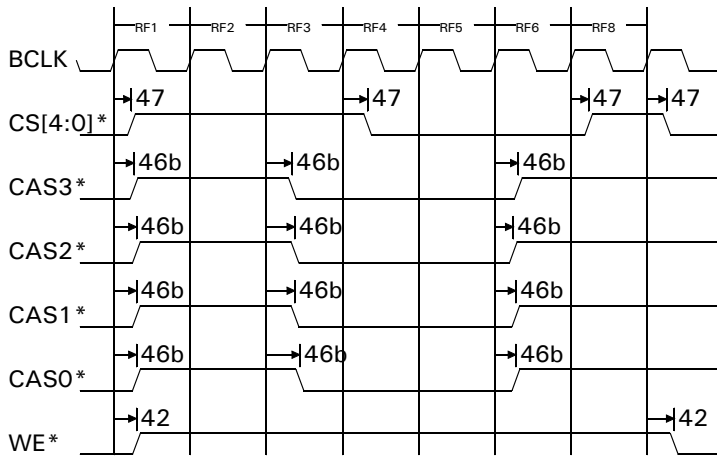 RF1 RF2 RF3 RF4 RF5 RF6 RF8
BCLK
47 47 47 47
CS[4:0]*
46b 46b 46b
CAS3*
46b 46b 46b
CAS2*
46b 46b 46b
CAS1*
46b 46b 46b
CAS0*
42 42
WE*